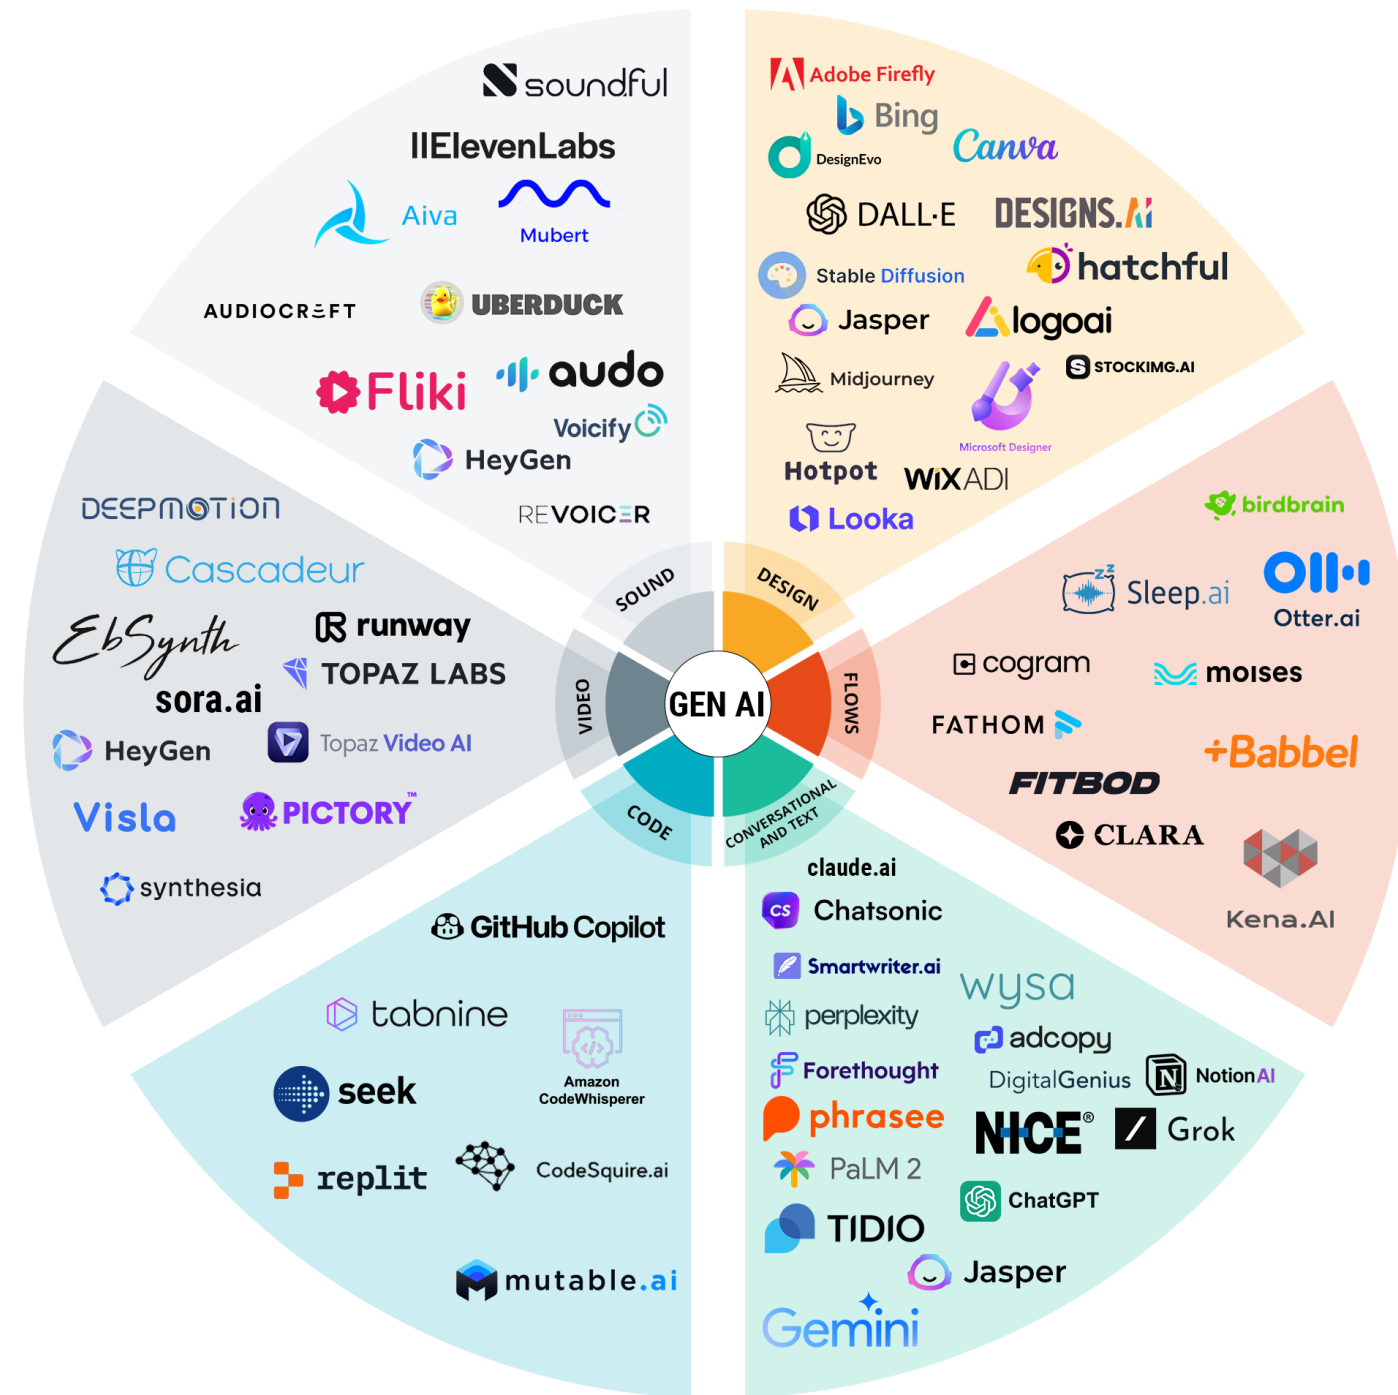 soundful
IIElevenLabs
Aiva
Mubert
AUDIOCRAFT
UBERDUCK
Fliki
audo
Voicify
HeyGen
REVOICER
SOUND
Adobe Firefly
Bing
DesignEvo
Canva
DALL·E
DESIGNS.AI
Stable Diffusion
hatchful
Jasper
logoai
Midjourney
STOCKIMG.AI
Microsoft Designer
Hotpot
WiX ADI
Looka
DESIGN
birdbrain
Sleep.ai
zz
Otter.ai
cogram
moises
FATHOM
+Babbel
FITBOD
CLARA
Kena.AI
FLOWS
GEN AI
DEEPMOTION
Cascadeur
EbSynth
runway
TOPAZ LABS
sora.ai
HeyGen
Topaz Video AI
Visla
PICTORY™
synthesia
VIDEO
CODE
GitHub Copilot
tabnine
Amazon
CodeWhisperer
seek
replit
CodeSquire.ai
mutable.ai
CONVERSATIONAL
AND TEXT
claude.ai
CS Chatsonic
Smartwriter.ai
wysa
perplexity
adcopy
Forethought
DigitalGenius
N NotionAI
phrasee
NICE®
Grok
PaLM 2
ChatGPT
TIDIO
Jasper
Gemini